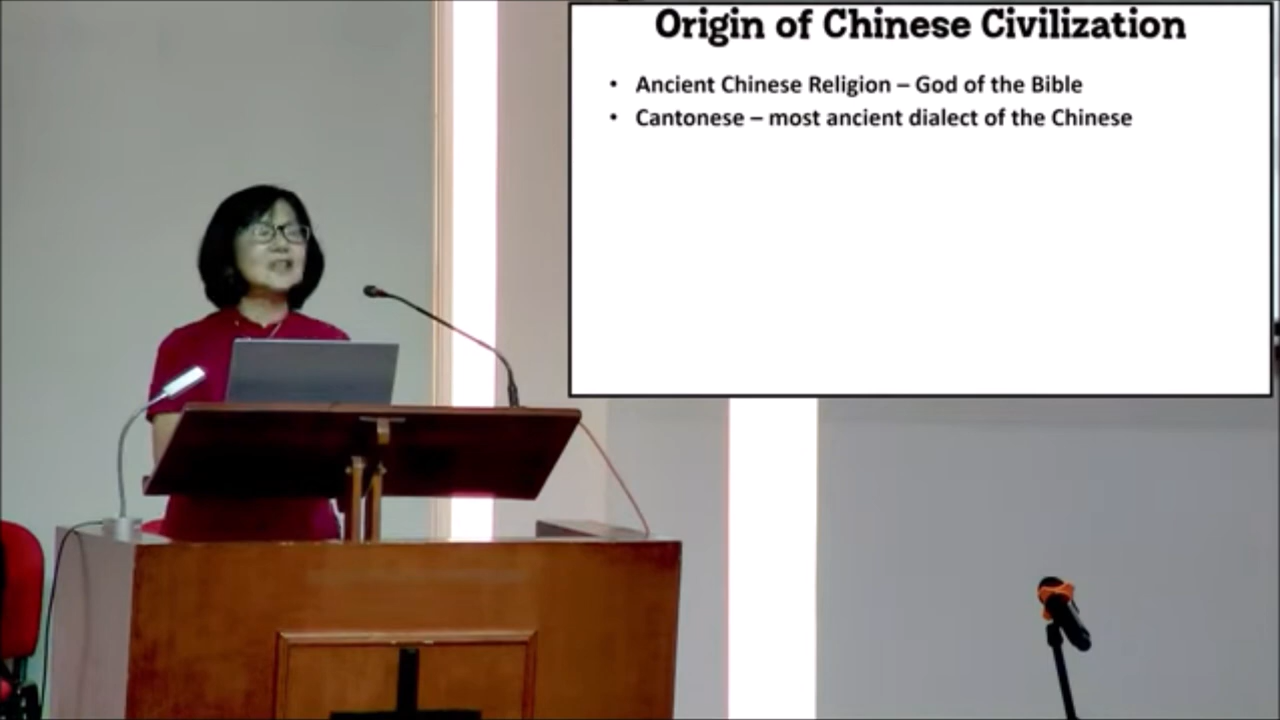 Origin of Chinese Civilization
• Ancient Chinese Religion – God of the Bible
• Cantonese – most ancient dialect of the Chinese